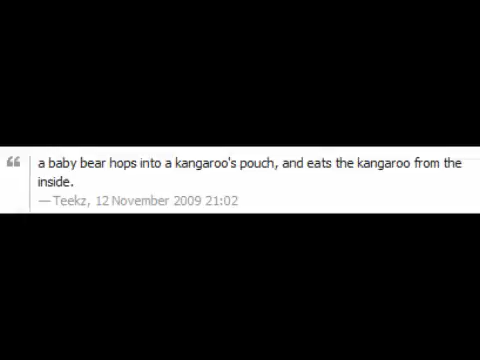 a baby bear hops into a kangaroo's pouch, and eats the kangaroo from the
inside.
— Teekz, 12 November 2009 21:02